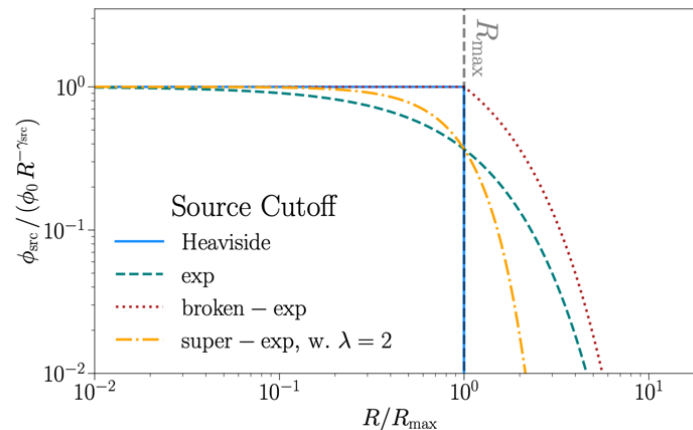 R_max
10^0
10^{-1}
10^{-2}
ϕ_src / (ϕ_0 R^{-γ_src})
Source Cutoff
Heaviside
exp
broken − exp
super − exp, w. λ = 2
10^{-2}
10^{-1}
10^0
10^1
R/R_max